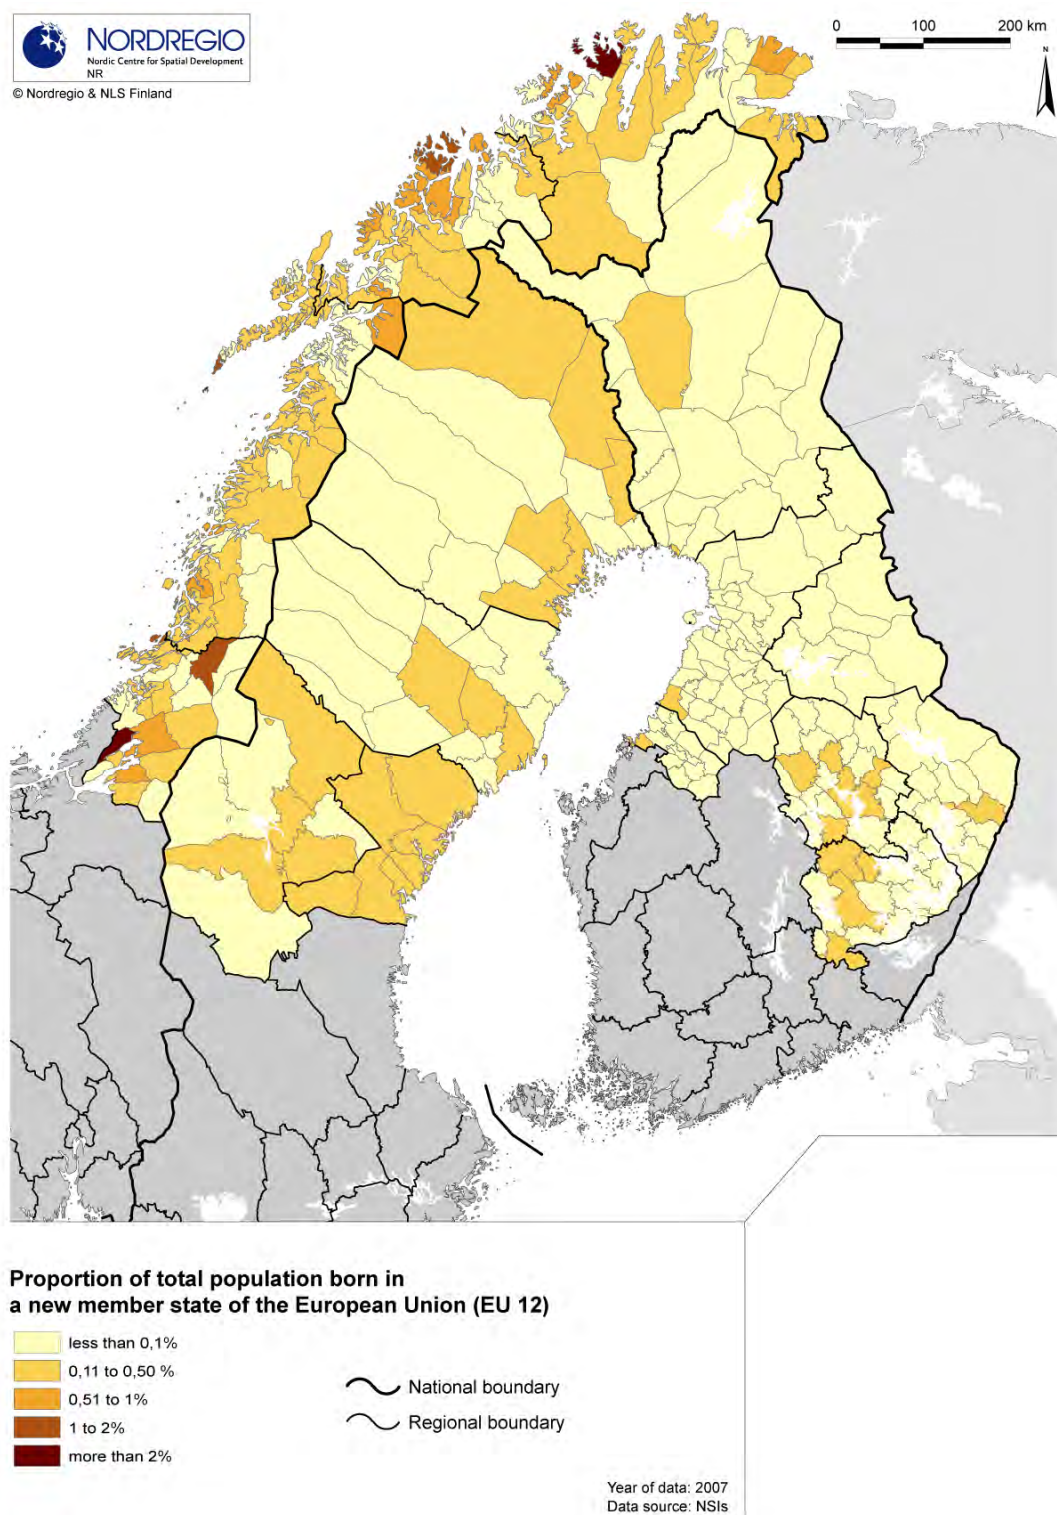 NORDREGIO
Nordic Centre for Spatial Development
NR
© Nordregio & NLS Finland
0 100 200 km
N
Proportion of total population born in
a new member state of the European Union (EU 12)
less than 0,1%
0,11 to 0,50 %
0,51 to 1%
1 to 2%
more than 2%
National boundary
Regional boundary
Year of data: 2007
Data source: NSIs